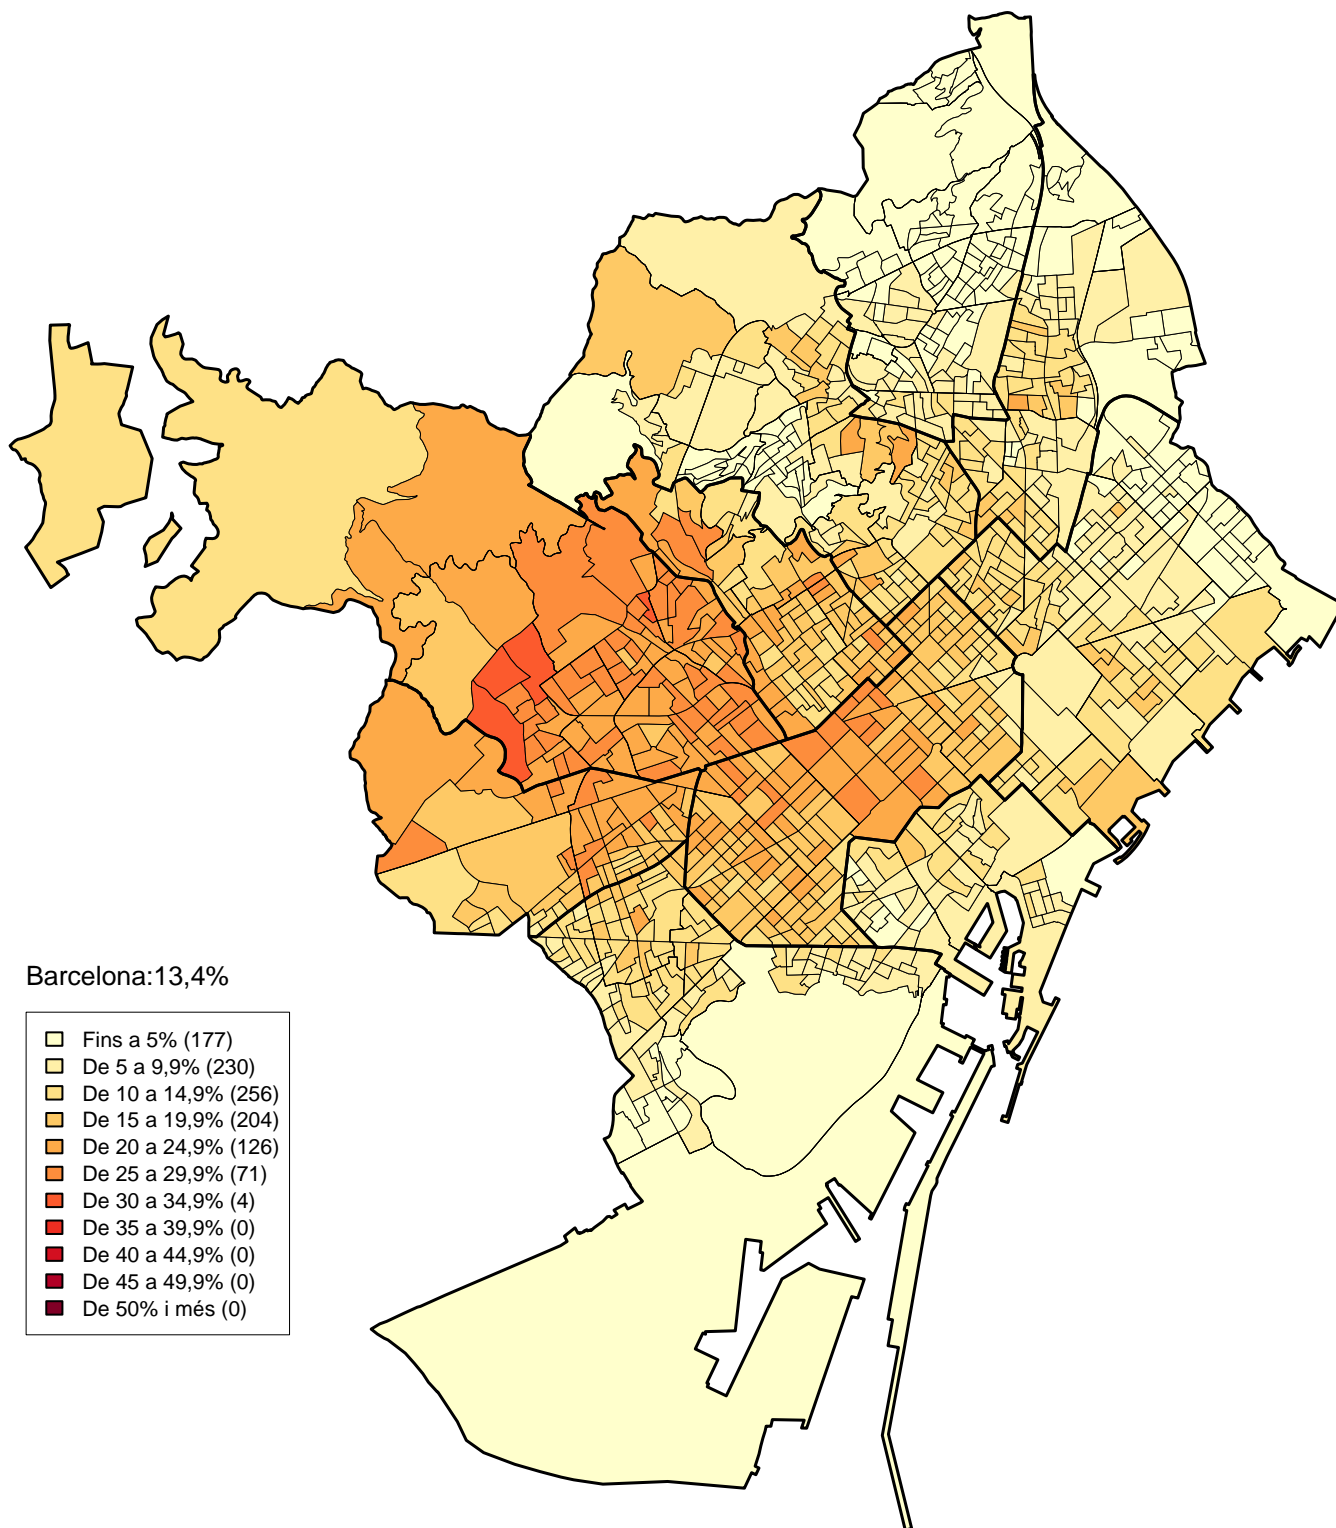 Barcelona:13,4%
Fins a 5% (177)
De 5 a 9,9% (230)
De 10 a 14,9% (256)
De 15 a 19,9% (204)
De 20 a 24,9% (126)
De 25 a 29,9% (71)
De 30 a 34,9% (4)
De 35 a 39,9% (0)
De 40 a 44,9% (0)
De 45 a 49,9% (0)
De 50% i més (0)